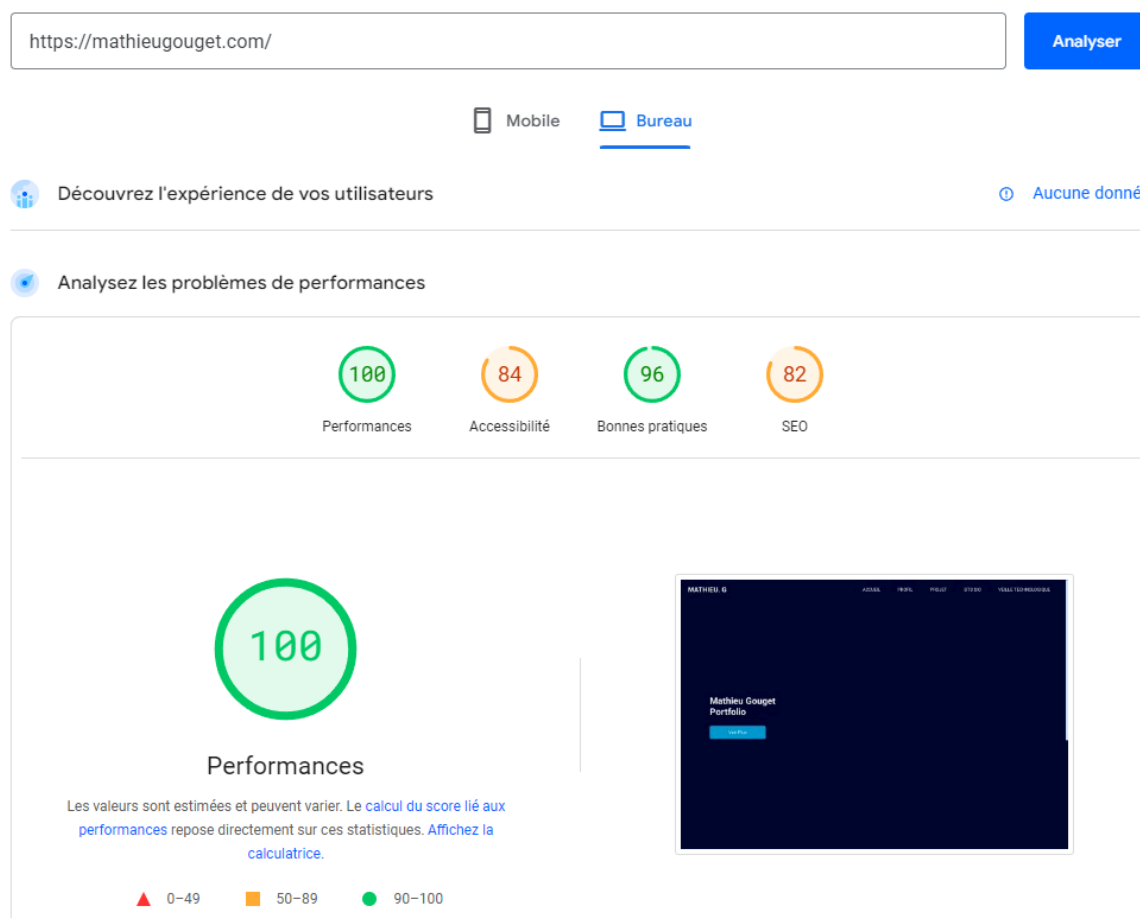 https://mathieugouget.com/
Analyser
Mobile
Bureau
Découvrez l'expérience de vos utilisateurs
Aucune donné
Analysez les problèmes de performances
100
84
96
82
Performances
Accessibilité
Bonnes pratiques
SEO
100
Performances
Les valeurs sont estimées et peuvent varier. Le calcul du score lié aux
performances repose directement sur ces statistiques. Affichez la
calculatrice.
0–49
50–89
90–100
MATHIEU. G
ACCUEIL
PROFIL
PROJET
VEILLE TECHNOLOGIQUE
Mathieu Gouget
Portfolio